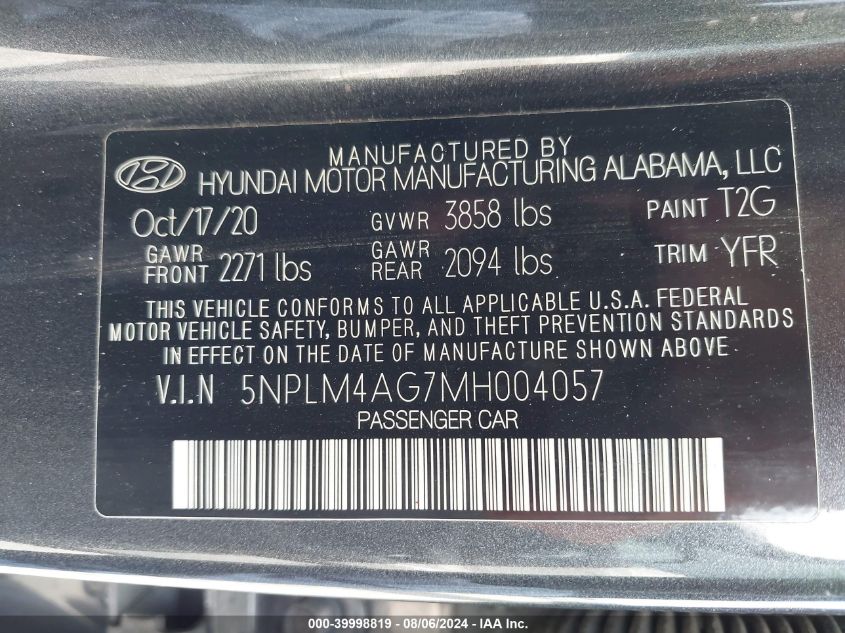 MANUFACTURED BY
HYUNDAI MOTOR MANUFACTURING ALABAMA, LLC
Oct/17/20 GVWR 3858 lbs PAINT T2G
GAWR FRONT 2271 lbs GAWR REAR 2094 lbs TRIM YFR
THIS VEHICLE CONFORMS TO ALL APPLICABLE U.S.A. FEDERAL
MOTOR VEHICLE SAFETY, BUMPER, AND THEFT PREVENTION STANDARDS
IN EFFECT ON THE DATE OF MANUFACTURE SHOWN ABOVE.
V.I.N 5NPLM4AG7MH004057
PASSENGER CAR
000-39998819 - 08/06/2024 - IAA Inc.